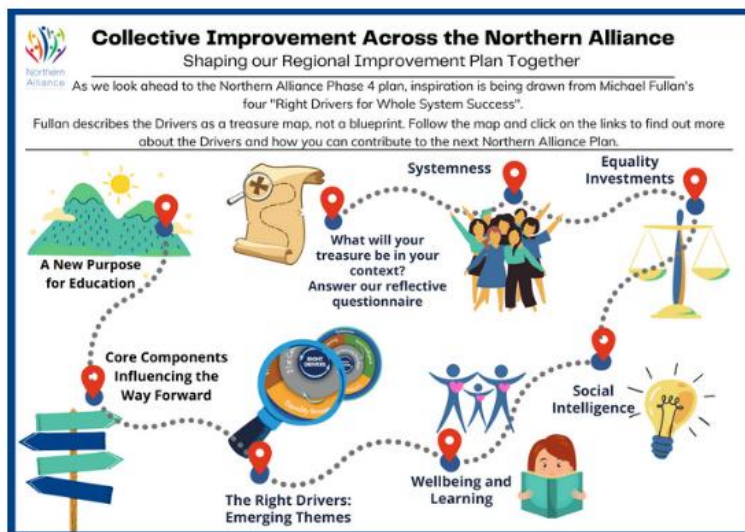 Northern
Alliance
Collective Improvement Across the Northern Alliance
Shaping our Regional Improvement Plan Together
As we look ahead to the Northern Alliance Phase 4 plan, inspiration is being drawn from Michael Fullan's
four "Right Drivers for Whole System Success".
Fullan describes the Drivers as a treasure map, not a blueprint. Follow the map and click on the links to find out more
about the Drivers and how you can contribute to the next Northern Alliance Plan.
A New Purpose
for Education
What will your
treasure be in your
context?
Answer our reflective
questionnaire
Systemness
Equality
Investments
Core Components
Influencing the
Way Forward
RIGHT
DRIVERS
The Right Drivers:
Emerging Themes
Wellbeing and
Learning
Social
Intelligence